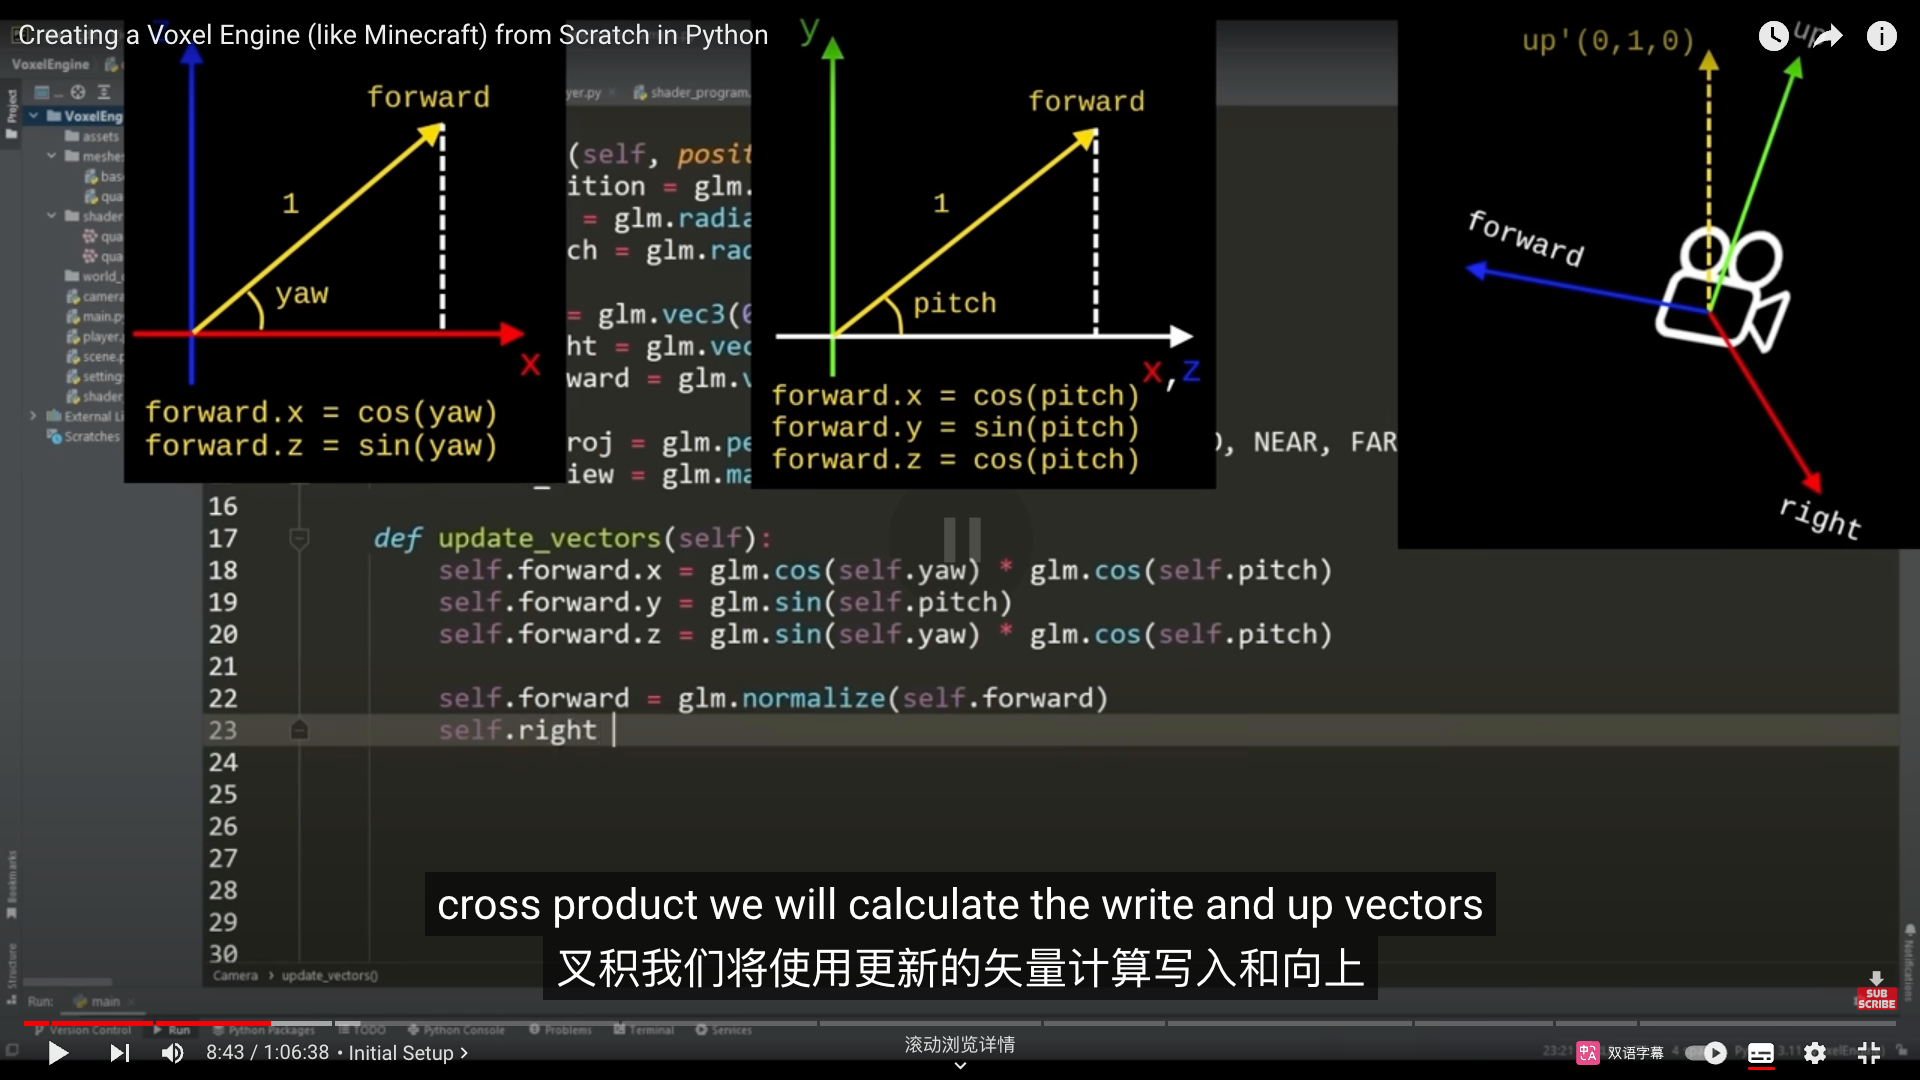 Creating a Voxel Engine (like Minecraft) from Scratch in Python
VoxelEngine
Project
VoxelEng
assets
meshes
bas
qua
shader
qua
qua
world_
camera
main.py
player.
scene.p
setting
shader
External Li
Scratches
yer.py
shader_program.
z
forward
1
yaw
x
forward.x = cos(yaw)
forward.z = sin(yaw)
y
forward
1
pitch
x,z
forward.x = cos(pitch)
forward.y = sin(pitch)
forward.z = cos(pitch)
up'(0,1,0)
up
forward
right
(self, posit
ition = glm.
= glm.radia
ch = glm.rad
= glm.vec3(0
ht = glm.vec
ward = glm.v
roj = glm.pe
), NEAR, FAR
_view = glm.ma
16
17 def update_vectors(self):
18 self.forward.x = glm.cos(self.yaw) * glm.cos(self.pitch)
19 self.forward.y = glm.sin(self.pitch)
20 self.forward.z = glm.sin(self.yaw) * glm.cos(self.pitch)
21
22 self.forward = glm.normalize(self.forward)
23 self.right
24
25
26
27
28
29
30
cross product we will calculate the write and up vectors
叉积我们将使用更新的矢量计算写入和向上
Camera › update_vectors()
Bookmarks
Structure
Notifications
Run: main
SUB
SCRIBE
Version Control
Run
Python Packages
TODO
Python Console
Problems
Terminal
Services
8:43 / 1:06:38 • Initial Setup ›
滚动浏览详情
双语字幕